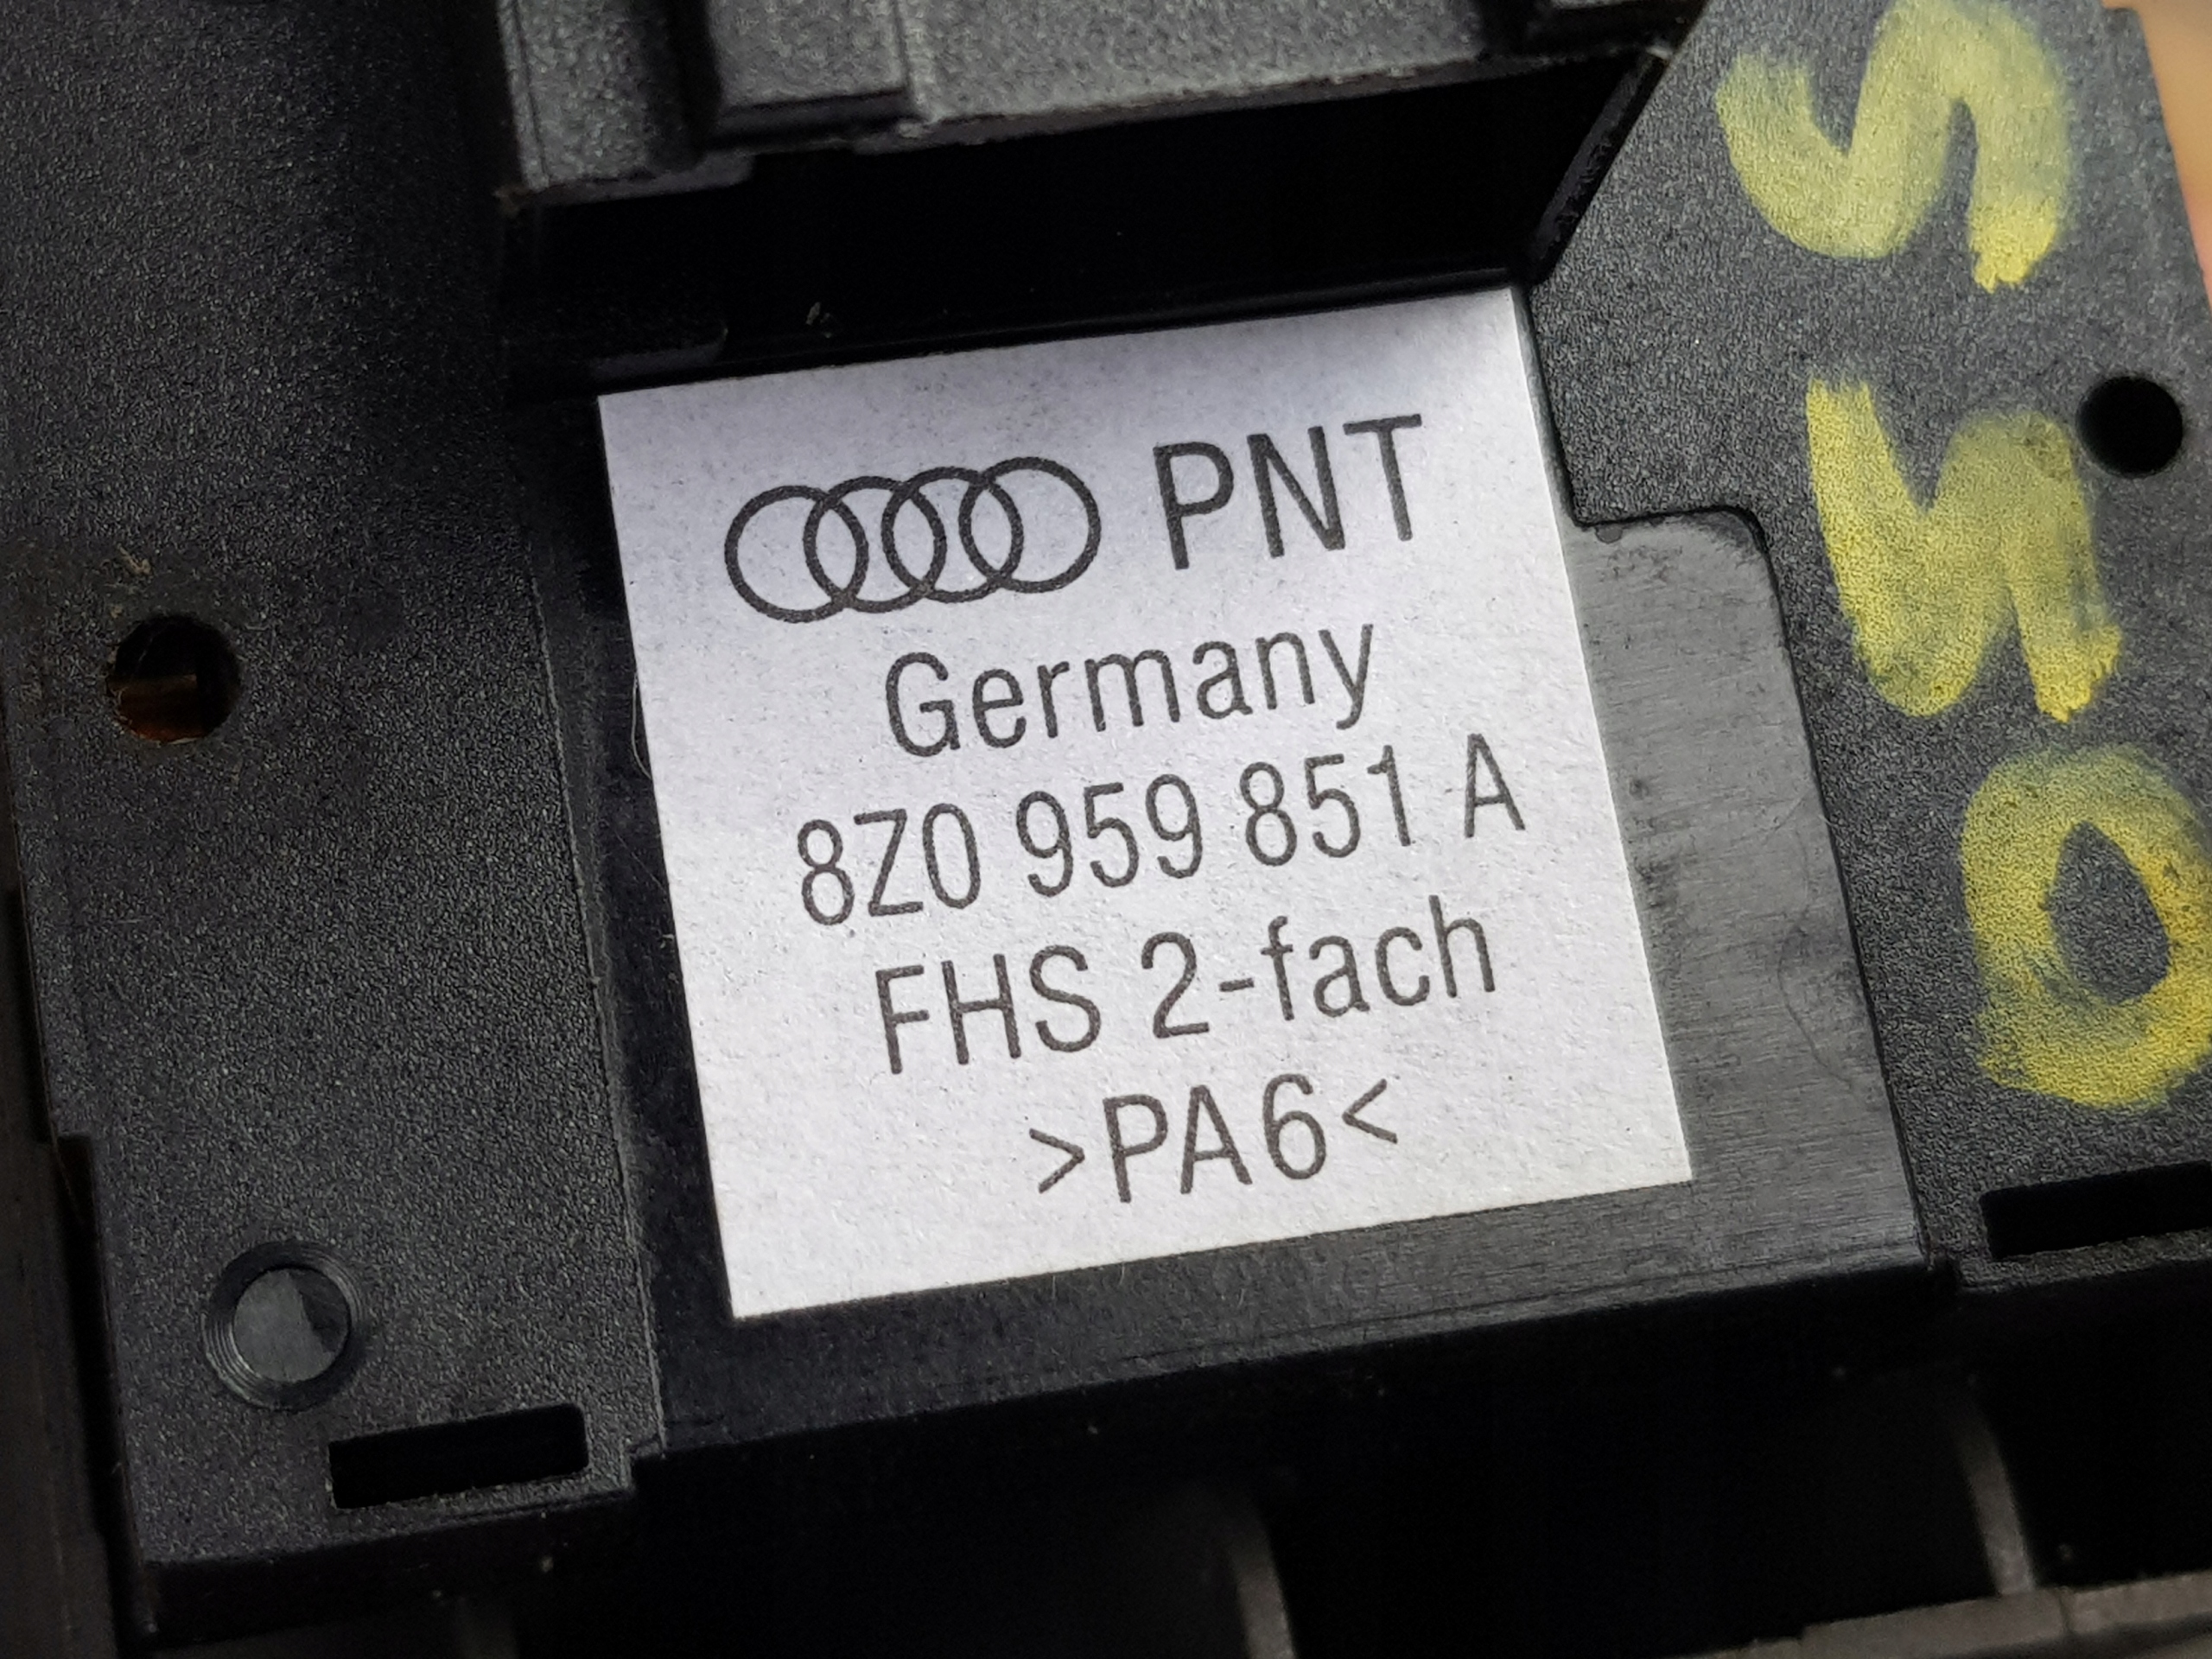 PNT
Germany
8Z0 959 851 A
FHS 2-fach
>PA6<